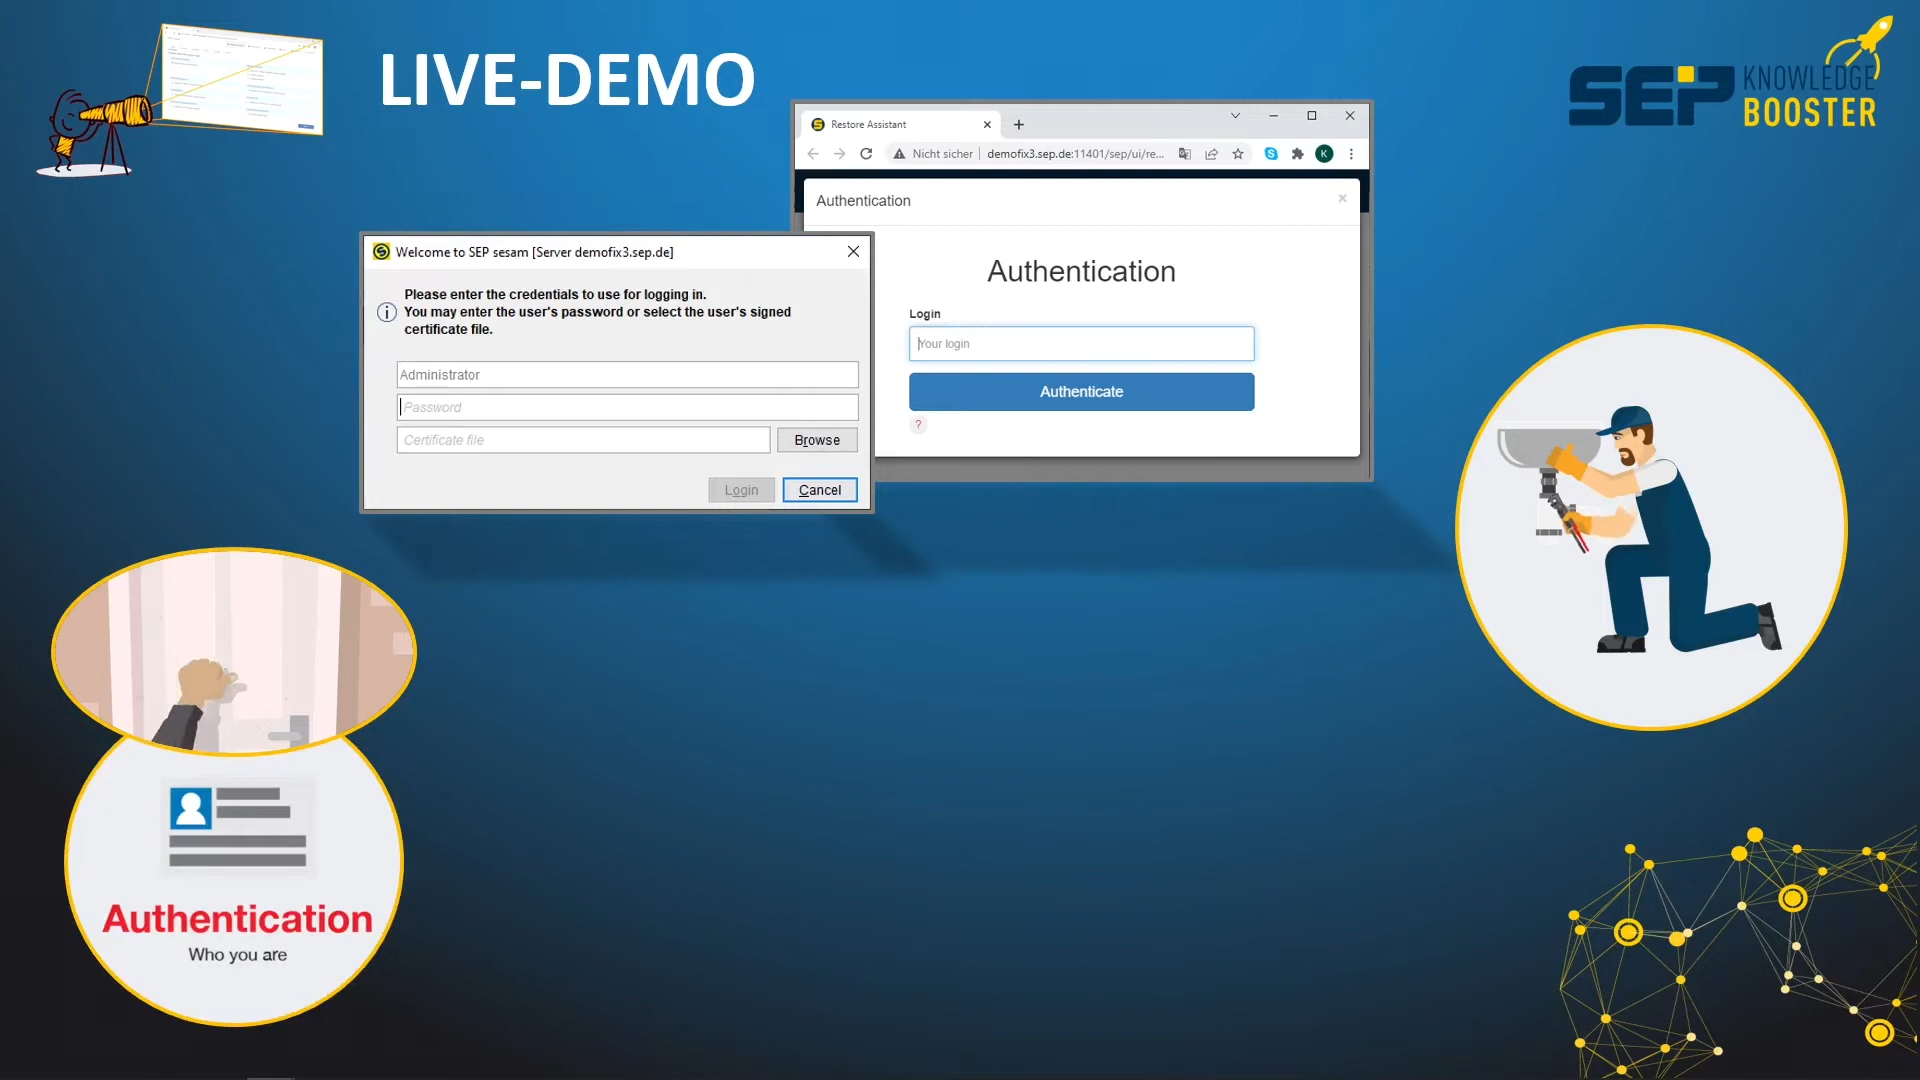 LIVE-DEMO
SEP KNOWLEDGE
BOOSTER
Restore Assistant
Nicht sicher
demofix3.sep.de:11401/sep/ui/re...
K
Authentication
Authentication
Login
Your login
Authenticate
?
Welcome to SEP sesam [Server demofix3.sep.de]
Please enter the credentials to use for logging in.
You may enter the user's password or select the user's signed
certificate file.
Administrator
Password
Certificate file
Browse
Login
Cancel
Authentication
Who you are